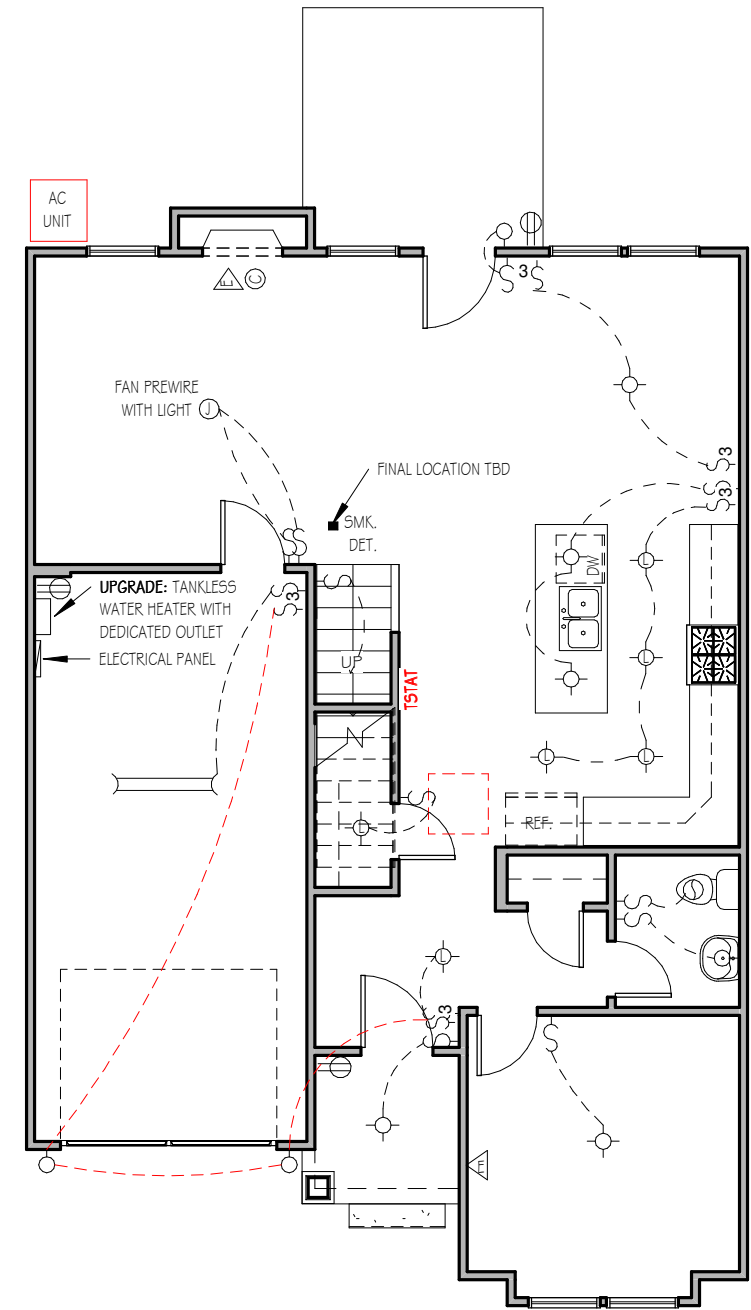 AC
UNIT
E
C
3
FAN PREWIRE
WITH LIGHT
J
FINAL LOCATION TBD
3
3
SMK.
DET.
DW
L
UPGRADE: TANKLESS
WATER HEATER WITH
DEDICATED OUTLET
3
ELECTRICAL PANEL
UP
TSTAT
L
L
L
REF.
L
L
3
E